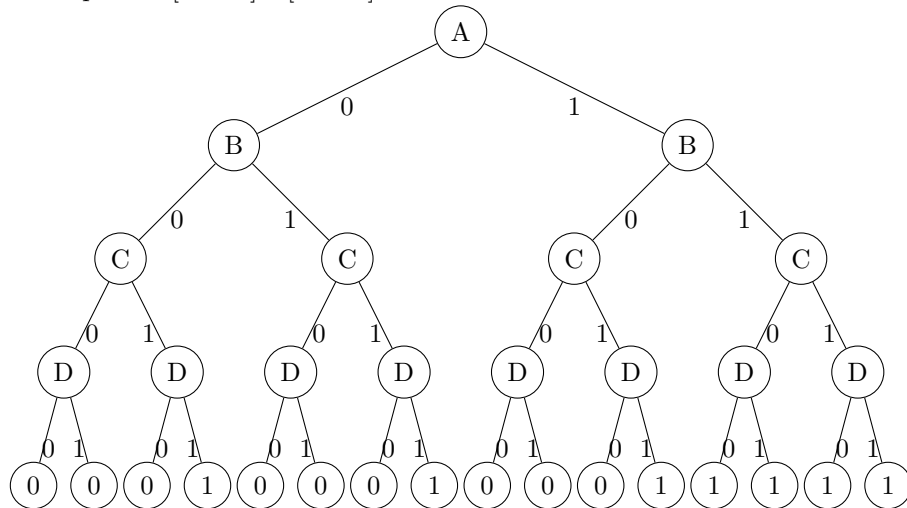 A
0 1
B B
0 1 0 1
C C C C
0 1 0 1 0 1 0 1
D D D D D D D D
0 1 0 1 0 1 0 1 0 1 0 1 0 1 0 1
0 0 0 1 0 0 0 1 0 0 0 1 1 1 1 1